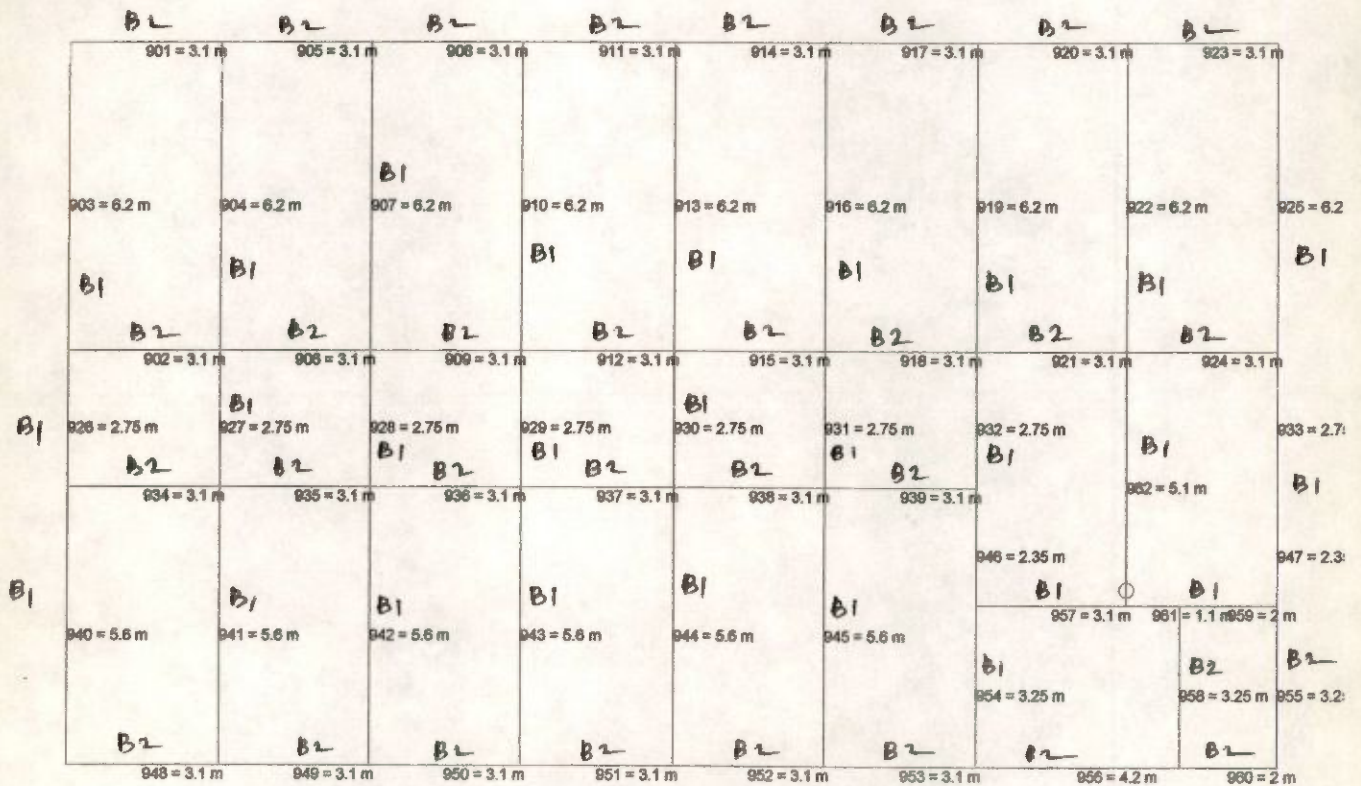 B2 B2 B2 B2 B2 B2 B2 B2
901 = 3.1 m 905 = 3.1 m 908 = 3.1 m 911 = 3.1 m 914 = 3.1 m 917 = 3.1 m 920 = 3.1 m 923 = 3.1 m
B1
903 = 6.2 m 904 = 6.2 m 907 = 6.2 m 910 = 6.2 m 913 = 6.2 m 916 = 6.2 m 919 = 6.2 m 922 = 6.2 m 925 = 6.2
B1 B1 B1 B1 B1 B1 B1 B1
B2 B2 B2 B2 B2 B2 B2 B2
902 = 3.1 m 906 = 3.1 m 909 = 3.1 m 912 = 3.1 m 915 = 3.1 m 918 = 3.1 m 921 = 3.1 m 924 = 3.1 m
B1 B1
B1 926 = 2.75 m 927 = 2.75 m 928 = 2.75 m 929 = 2.75 m 930 = 2.75 m 931 = 2.75 m 932 = 2.75 m 933 = 2.7
B1 B1 B1 B1 B1
B2 B2 B2 B2 B2 B2
934 = 3.1 m 935 = 3.1 m 936 = 3.1 m 937 = 3.1 m 938 = 3.1 m 939 = 3.1 m 962 = 5.1 m B1
946 = 2.35 m 947 = 2.3
B1 B1 B1 B1 B1 B1 B1 B1
957 = 3.1 m 961 = 1.1 m 959 = 2 m
940 = 5.6 m 941 = 5.6 m 942 = 5.6 m 943 = 5.6 m 944 = 5.6 m 945 = 5.6 m
B1 B2 B2
954 = 3.25 m 958 = 3.25 m 955 = 3.2
B2 B2 B2 B2 B2 B2 B2 B2
948 = 3.1 m 949 = 3.1 m 950 = 3.1 m 951 = 3.1 m 952 = 3.1 m 953 = 3.1 m 956 = 4.2 m 960 = 2 m